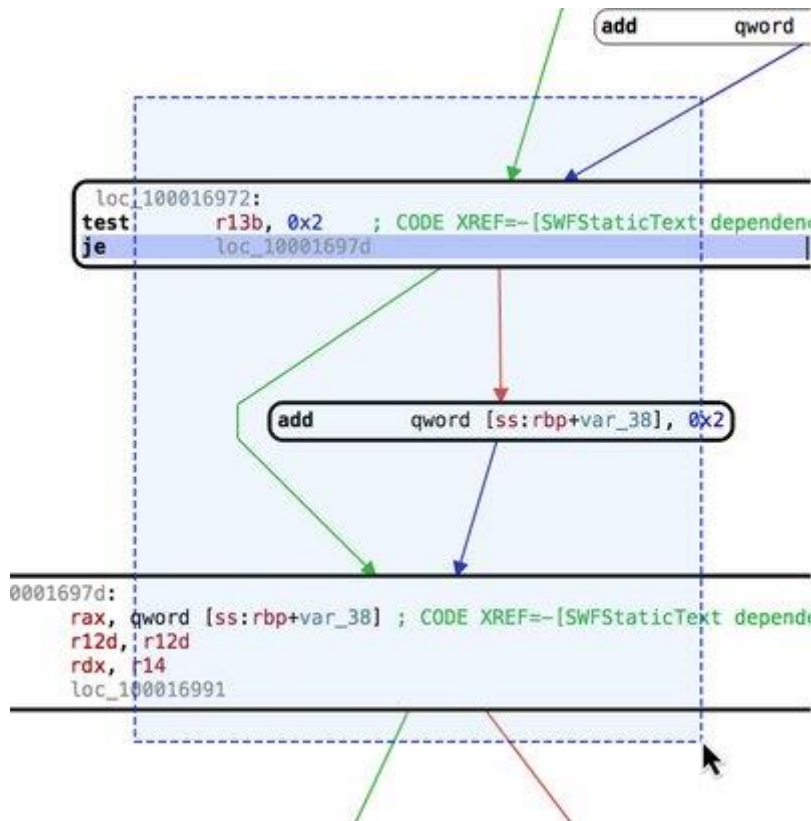 add qword
loc_100016972:
test r13b, 0x2 ; CODE XREF=-[SWFStaticText dependen
je loc_10001697d
add qword [ss:rbp+var_38], 0x2
0001697d:
rax, qword [ss:rbp+var_38] ; CODE XREF=-[SWFStaticText depende
r12d, r12d
rdx, r14
loc_100016991